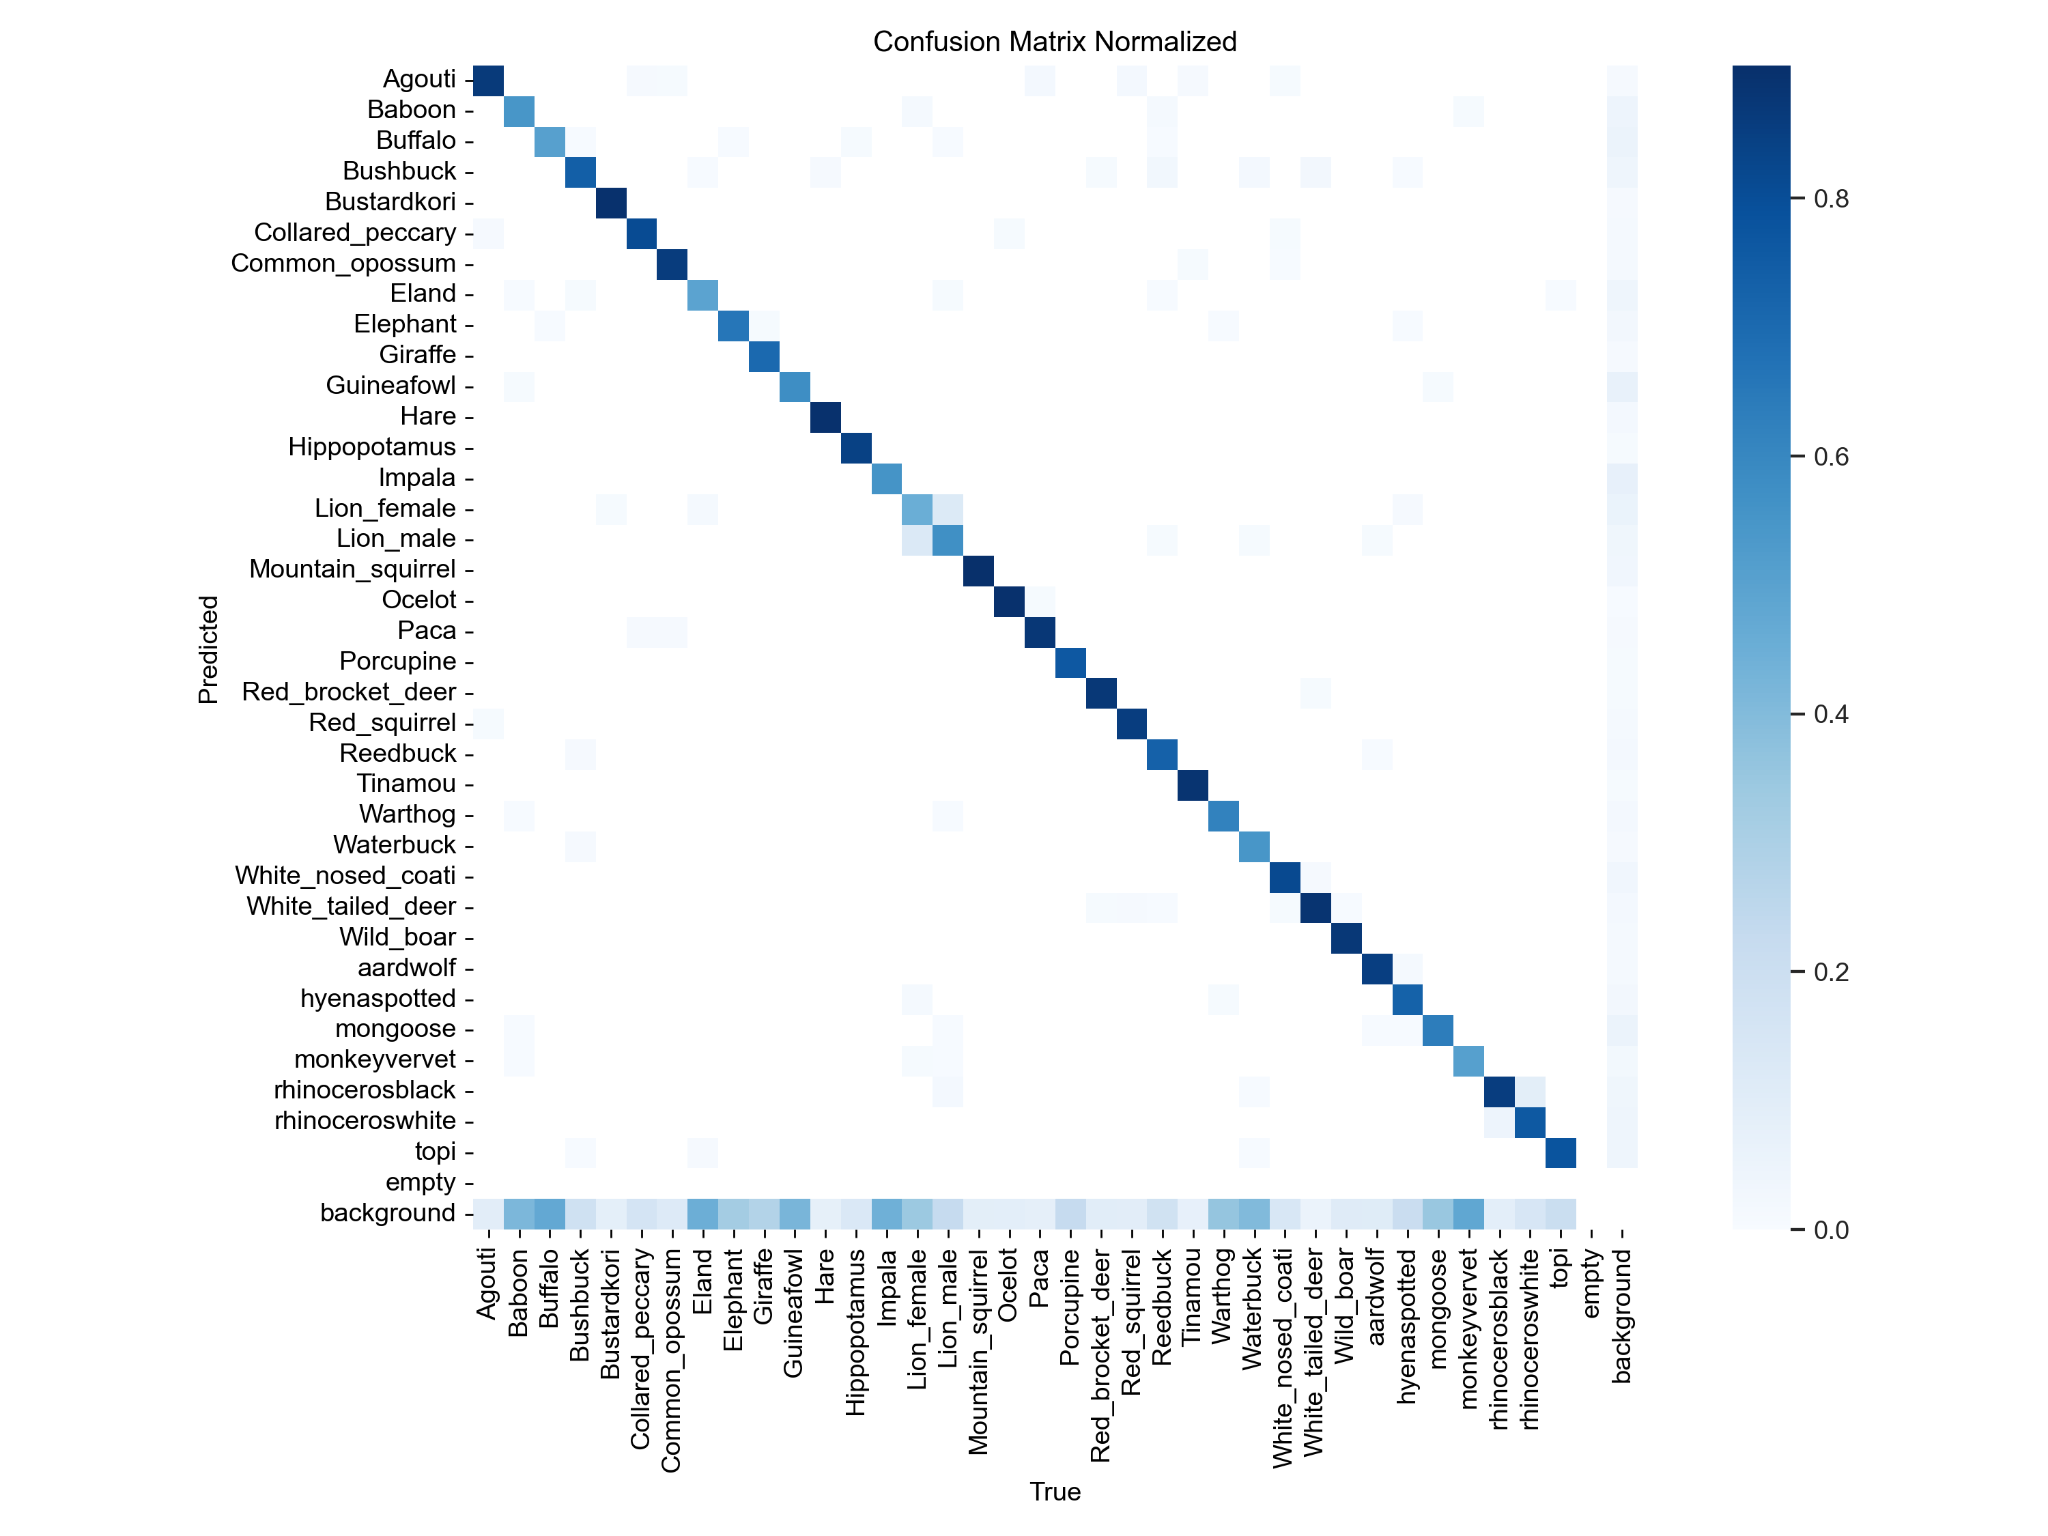 Confusion Matrix Normalized
Agouti
Baboon
Buffalo
Bushbuck
Bustardkori
Collared_peccary
Common_opossum
Eland
Elephant
Giraffe
Guineafowl
Hare
Hippopotamus
Impala
Lion_female
Lion_male
Mountain_squirrel
Ocelot
Paca
Porcupine
Red_brocket_deer
Red_squirrel
Reedbuck
Tinamou
Warthog
Waterbuck
White_nosed_coati
White_tailed_deer
Wild_boar
aardwolf
hyenaspotted
mongoose
monkeyvervet
rhinocerosblack
rhinoceroswhite
topi
empty
background
Predicted
Agouti
Baboon
Buffalo
Bushbuck
Bustardkori
Collared_peccary
Common_opossum
Eland
Elephant
Giraffe
Guineafowl
Hare
Hippopotamus
Impala
Lion_female
Lion_male
Mountain_squirrel
Ocelot
Paca
Porcupine
Red_brocket_deer
Red_squirrel
Reedbuck
Tinamou
Warthog
Waterbuck
White_nosed_coati
White_tailed_deer
Wild_boar
aardwolf
hyenaspotted
mongoose
monkeyvervet
rhinocerosblack
rhinoceroswhite
topi
empty
background
True
0.8
0.6
0.4
0.2
0.0